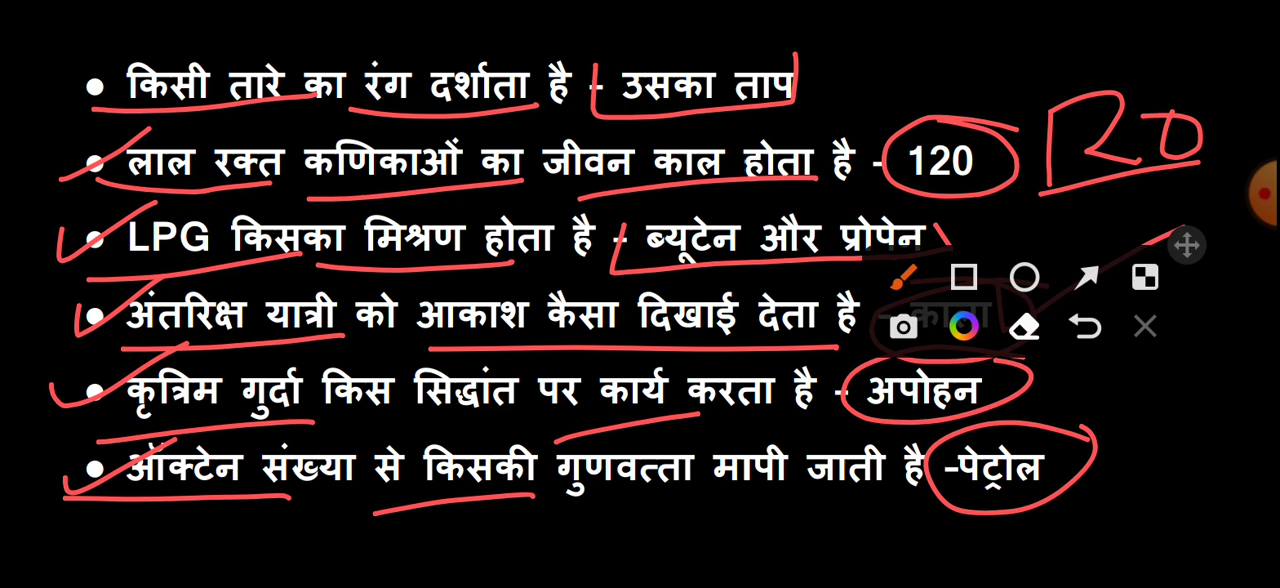 • किसी तारे का रंग दर्शाता है - उसका ताप
• लाल रक्त कणिकाओं का जीवन काल होता है - 120
• LPG किसका मिश्रण होता है - ब्यूटेन और प्रोपेन
• अंतरिक्ष यात्री को आकाश कैसा दिखाई देता है - काला
• कृत्रिम गुर्दा किस सिद्धांत पर कार्य करता है - अपोहन
• ऑक्टेन संख्या से किसकी गुणवत्ता मापी जाती है -पेट्रोल